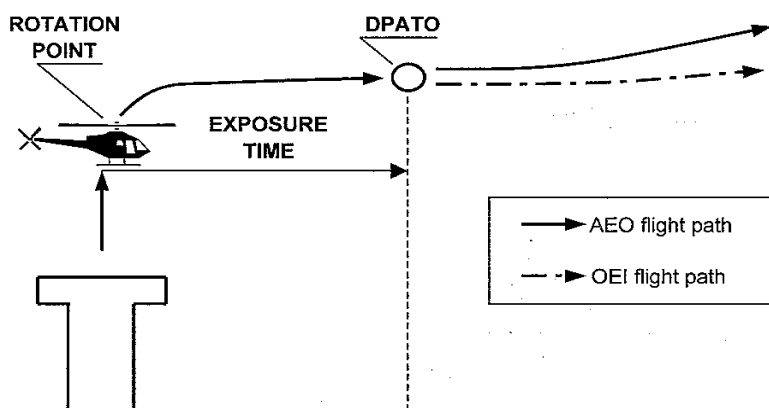 ROTATION
POINT
DPATO
EXPOSURE
TIME
AEO flight path
OEI flight path